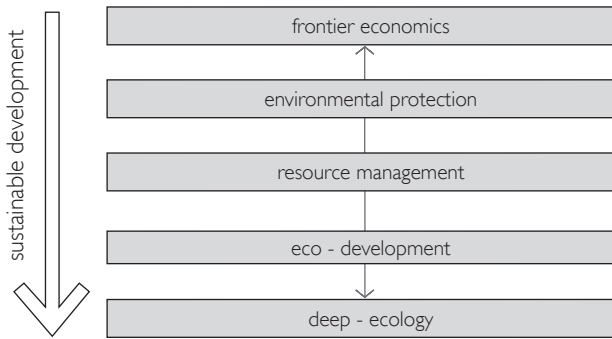 sustainable development
frontier economics
environmental protection
resource management
eco - development
deep - ecology